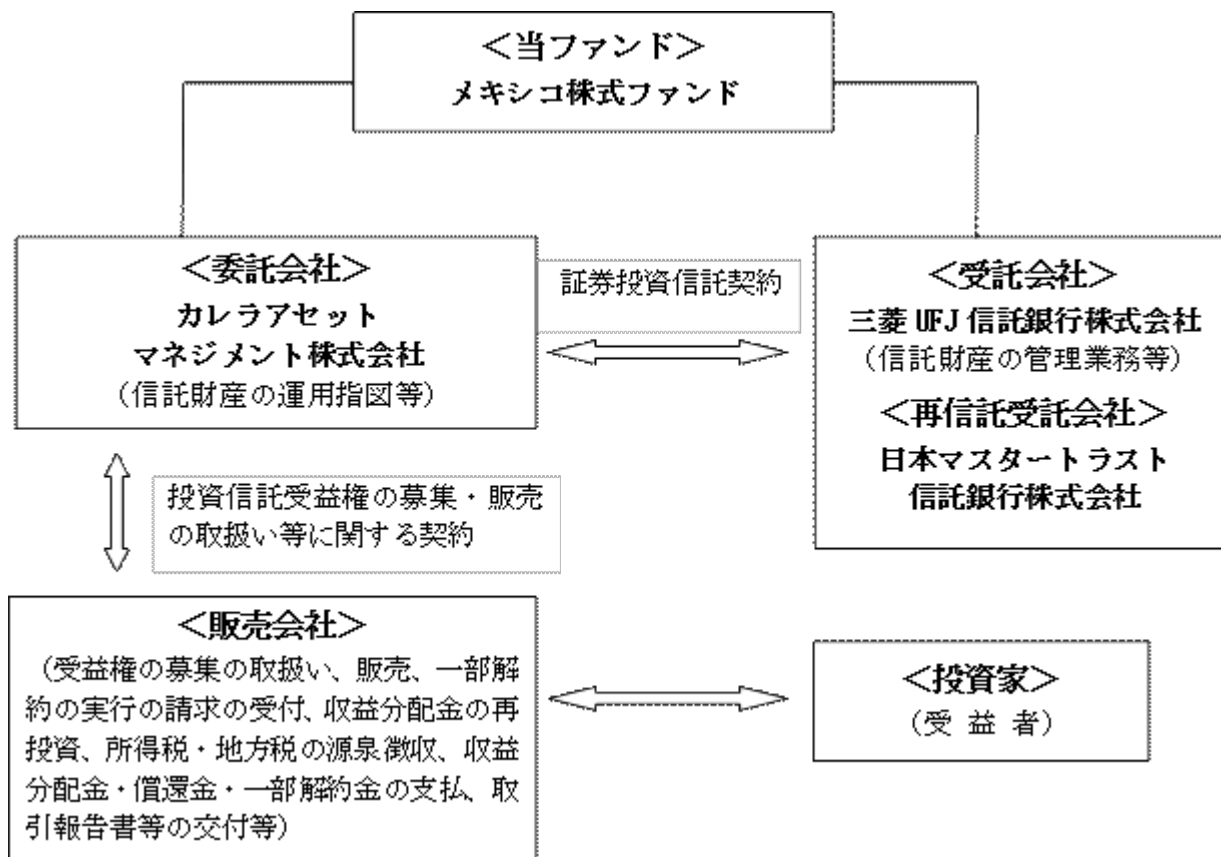 ＜当ファンド＞
メキシコ株式ファンド
＜委託会社＞
カレラアセット
マネジメント株式会社
（信託財産の運用指図等）
証券投資信託契約
＜受託会社＞
三菱UFJ信託銀行株式会社
（信託財産の管理業務等）
＜再信託受託会社＞
日本マスタートラスト
信託銀行株式会社
投資信託受益権の募集・販売
の取扱い等に関する契約
＜販売会社＞
（受益権の募集の取扱い、販売、一部解
約の実行の請求の受付、収益分配金の再
投資、所得税・地方税の源泉徴収、収益
分配金・償還金・一部解約金の支払、取
引報告書等の交付等）
＜投資家＞
（受 益 者）